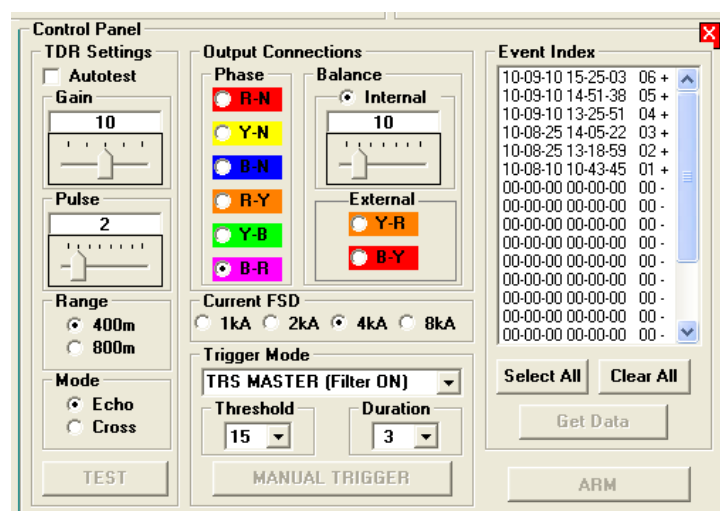 Control Panel
TDR Settings
Autotest
Gain
10
Pulse
2
Range
400m
800m
Mode
Echo
Cross
TEST
Output Connections
Phase
R-N
Y-N
B-N
R-Y
Y-B
B-R
Balance
Internal
10
External
Y-R
B-Y
Current FSD
1kA 2kA 4kA 8kA
Trigger Mode
TRS MASTER (Filter ON)
Threshold
15
Duration
3
MANUAL TRIGGER
Event Index
10-09-10 15-25-03 06 +
10-09-10 14-51-38 05 +
10-09-10 13-25-51 04 +
10-08-25 14-05-22 03 +
10-08-25 13-18-59 02 +
10-08-10 10-43-45 01 +
00-00-00 00-00-00 00 -
00-00-00 00-00-00 00 -
00-00-00 00-00-00 00 -
00-00-00 00-00-00 00 -
00-00-00 00-00-00 00 -
00-00-00 00-00-00 00 -
00-00-00 00-00-00 00 -
00-00-00 00-00-00 00 -
Select All
Clear All
Get Data
ARM